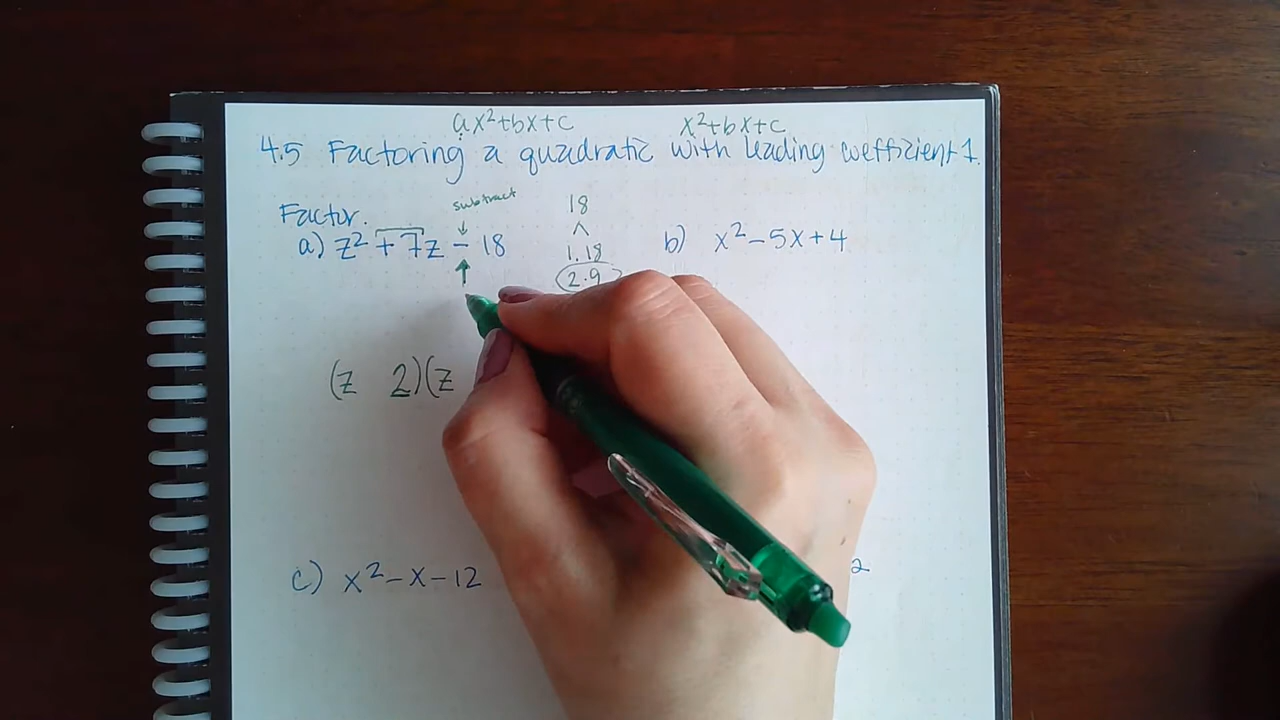 ax²+bx+c x²+bx+c
4.5 Factoring a quadratic with leading coefficient 1.
Factor.
subtract
a) z² + 7z − 18
18
1.18
2.9
b) x² − 5x + 4
(z 2)(z
c) x² − x − 12
2